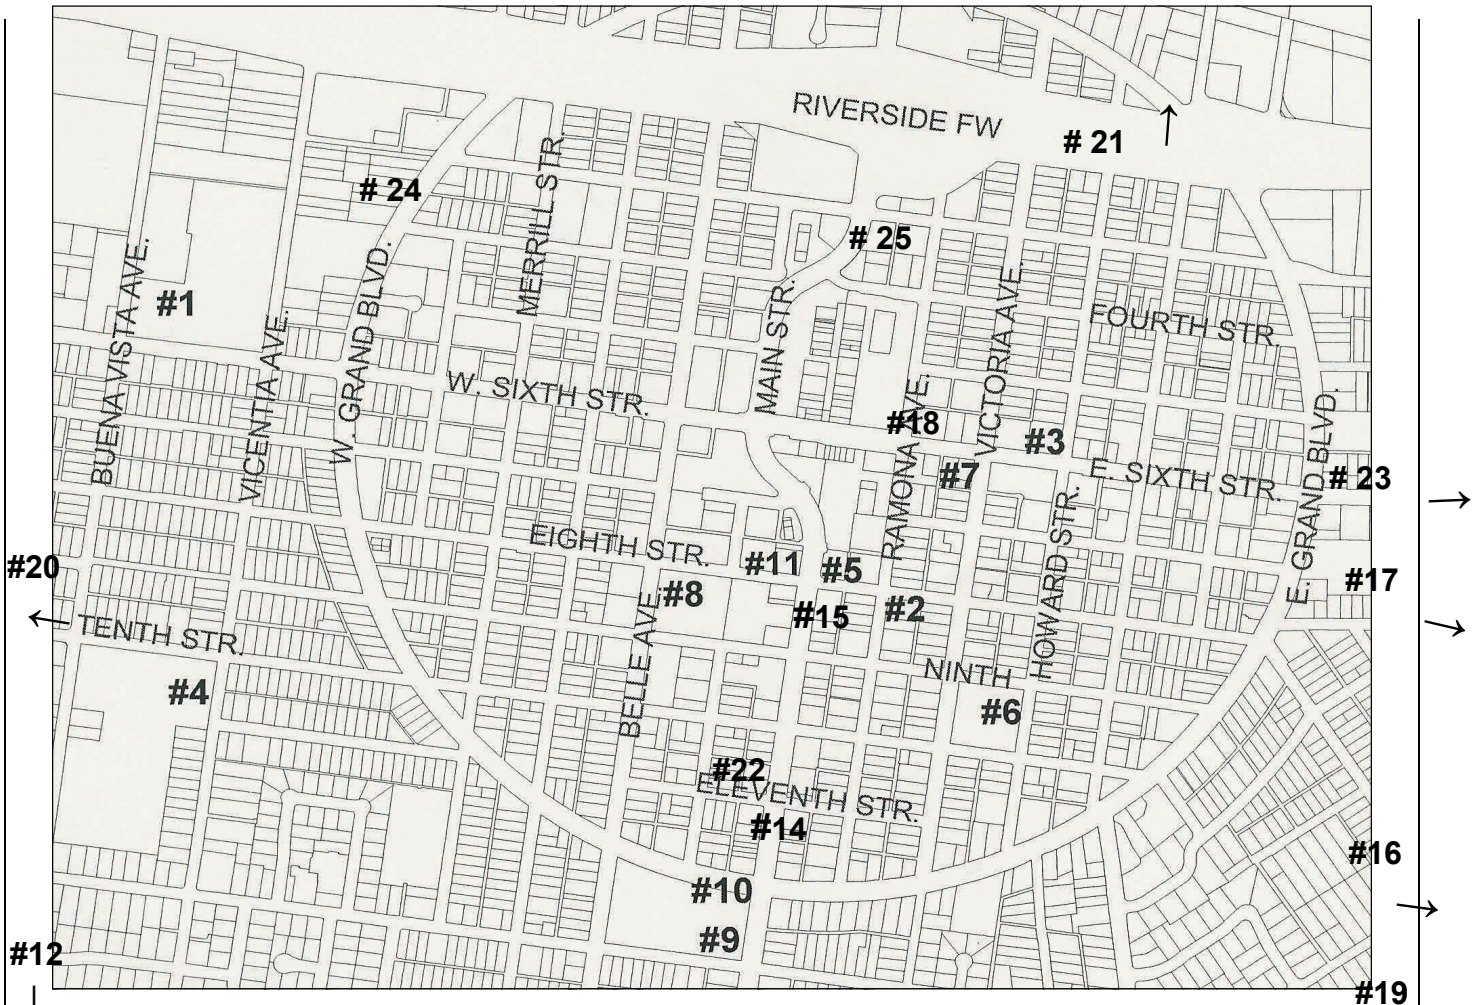 RIVERSIDE FW
# 21
MERRILL STR.
# 24
# 25
BUENA VISTA AVE.
#1
VICENTIA AVE.
W. GRAND BLVD.
MAIN STR.
VICTORIA AVE.
FOURTH STR.
W. SIXTH STR.
RAMONA AVE.
#18
#3
#7
E. SIXTH STR.
E. GRAND BLVD.
# 23
HOWARD STR.
EIGHTH STR.
#11
#5
#20
#17
#8
#15
#2
TENTH STR.
BELLE AVE.
#4
NINTH
#6
#22
ELEVENTH STR.
#14
#16
#10
#9
#12
#19